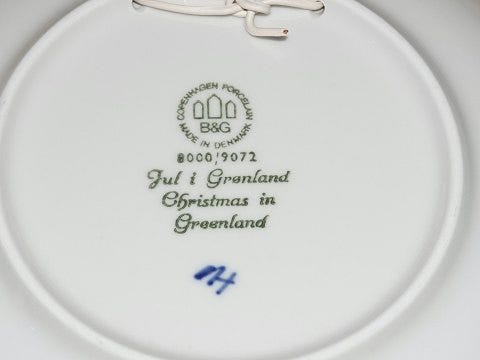 COPENHAGEN PORCELAIN
B&G
MADE IN DENMARK
8000/9072
Jul i Grønland
Christmas in
Greenland